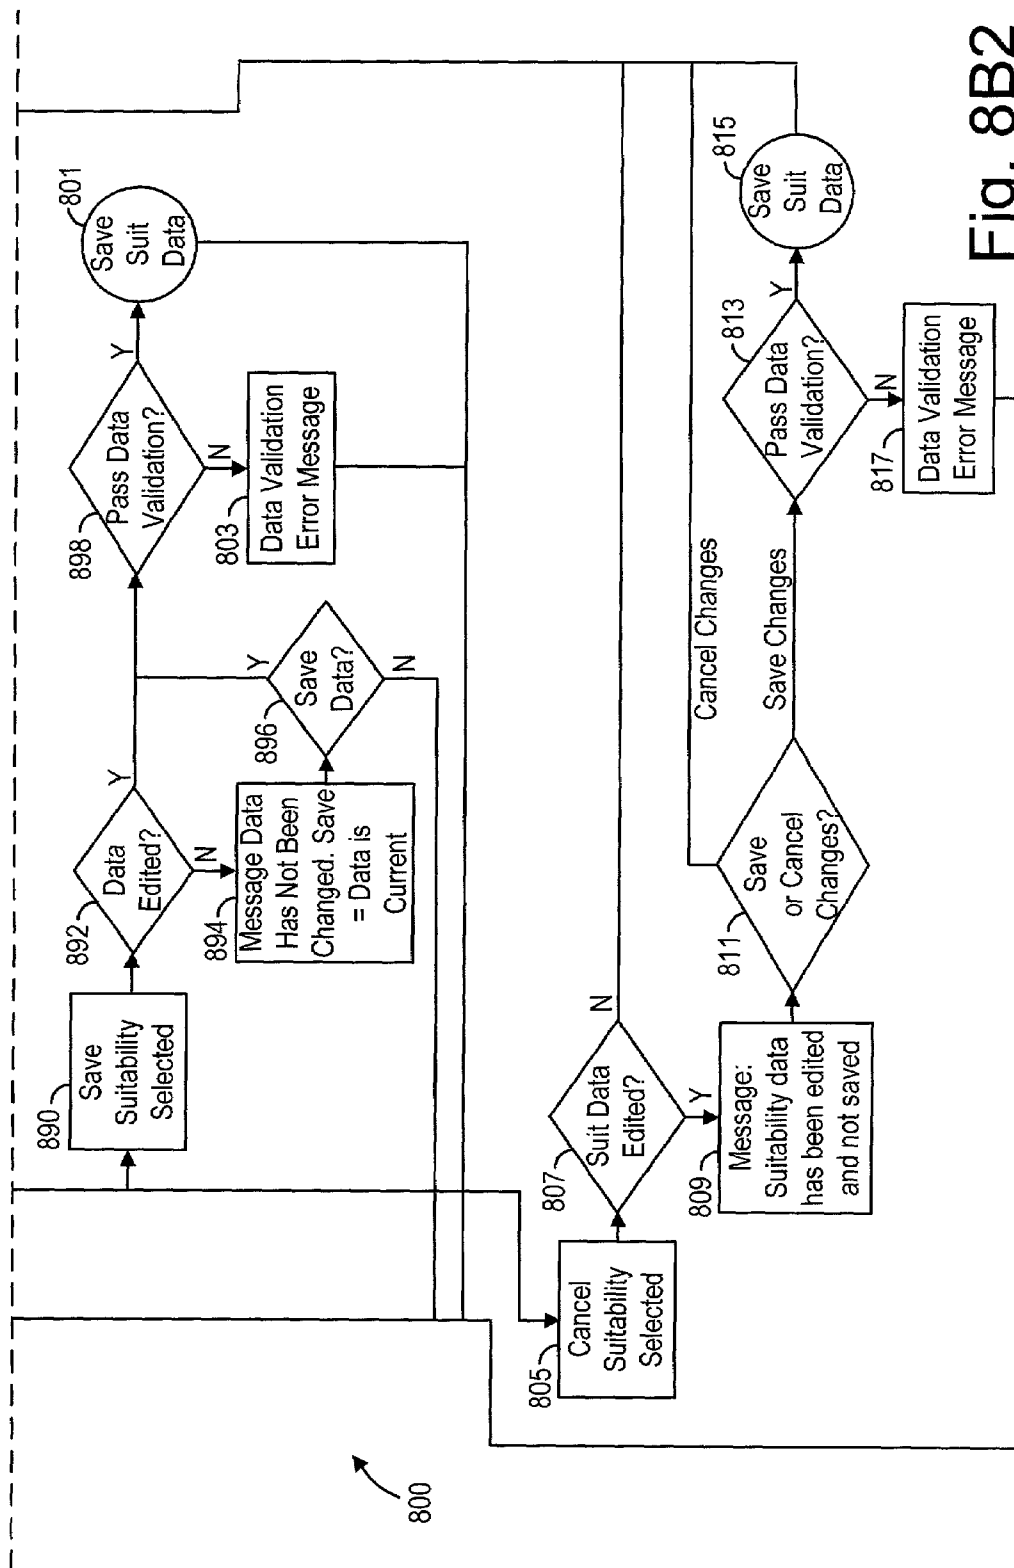 890
Save
Suitability
Selected
892
Data
Edited?
Y
N
894
Message Data
Has Not Been
Changed. Save
= Data is
Current
896
Save
Data?
Y
N
898
Pass Data
Validation?
Y
N
801
Save
Suit
Data
803
Data Validation
Error Message
805
Cancel
Suitability
Selected
807
Suit Data
Edited?
N
Y
809
Message:
Suitability data
has been edited
and not saved
811
Save
or Cancel
Changes?
Cancel Changes
Save Changes
813
Pass Data
Validation?
Y
N
815
Save
Suit
Data
817
Data Validation
Error Message
800
Fig. 8B2